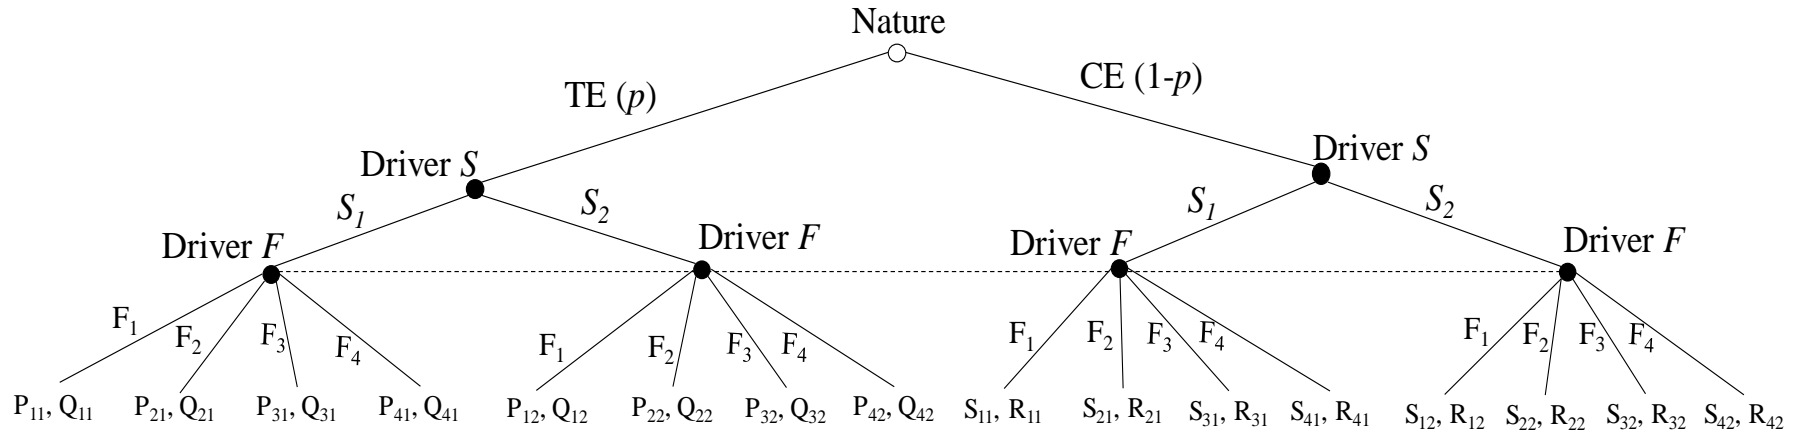 Nature
TE (p)
CE (1-p)
Driver S
Driver S
S₁
S₂
S₁
S₂
Driver F
Driver F
Driver F
Driver F
F₁
F₂
F₃
F₄
F₁
F₂
F₃
F₄
F₁
F₂
F₃
F₄
F₁
F₂
F₃
F₄
P₁₁, Q₁₁
P₂₁, Q₂₁
P₃₁, Q₃₁
P₄₁, Q₄₁
P₁₂, Q₁₂
P₂₂, Q₂₂
P₃₂, Q₃₂
P₄₂, Q₄₂
S₁₁, R₁₁
S₂₁, R₂₁
S₃₁, R₃₁
S₄₁, R₄₁
S₁₂, R₁₂
S₂₂, R₂₂
S₃₂, R₃₂
S₄₂, R₄₂